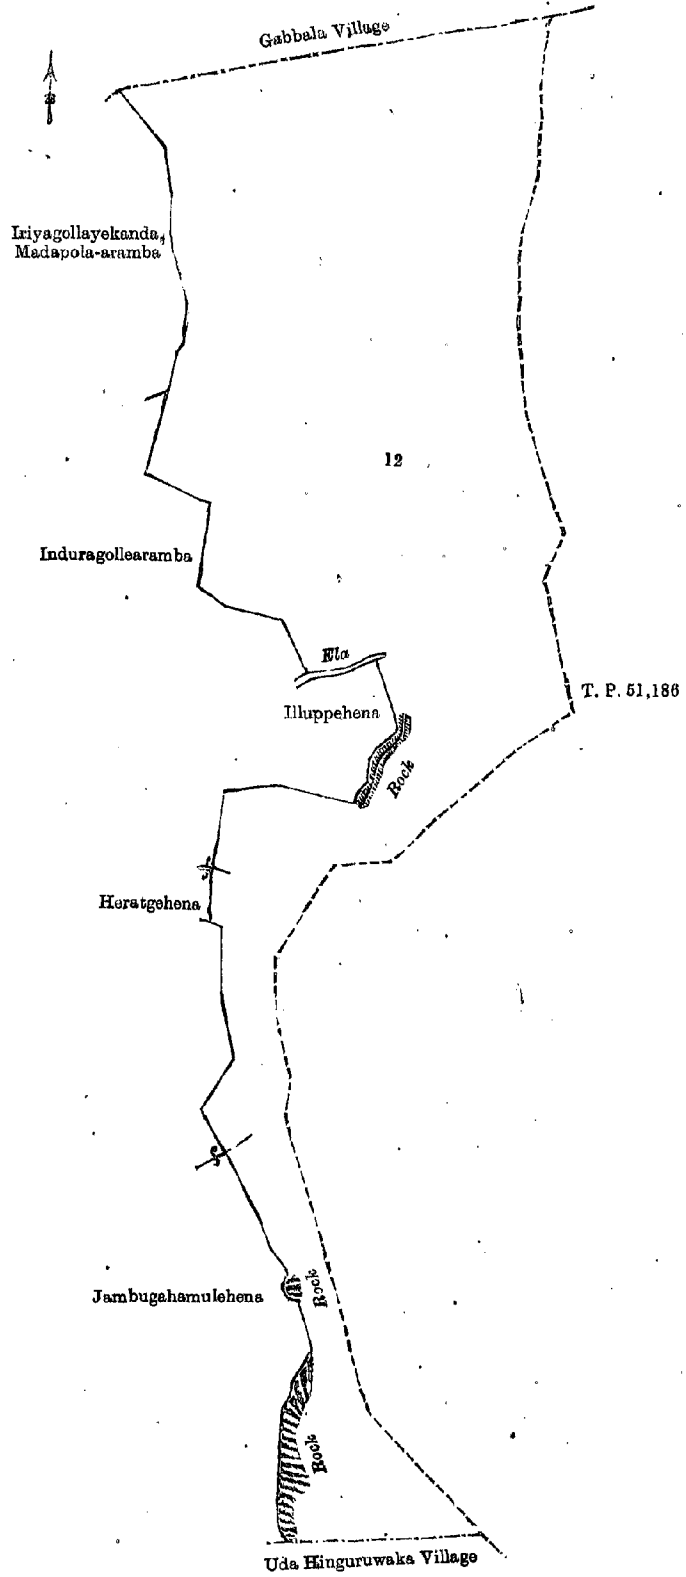 Gabbala Village
Iriyagollayekanda,
Madapola-aramba
12
Induragollearamba
Ela
T. P. 51,186
Illuppehena
Rock
Heratgehena
Jambugahamulehena
Rock
Rock
Uda Hinguruwaka Village